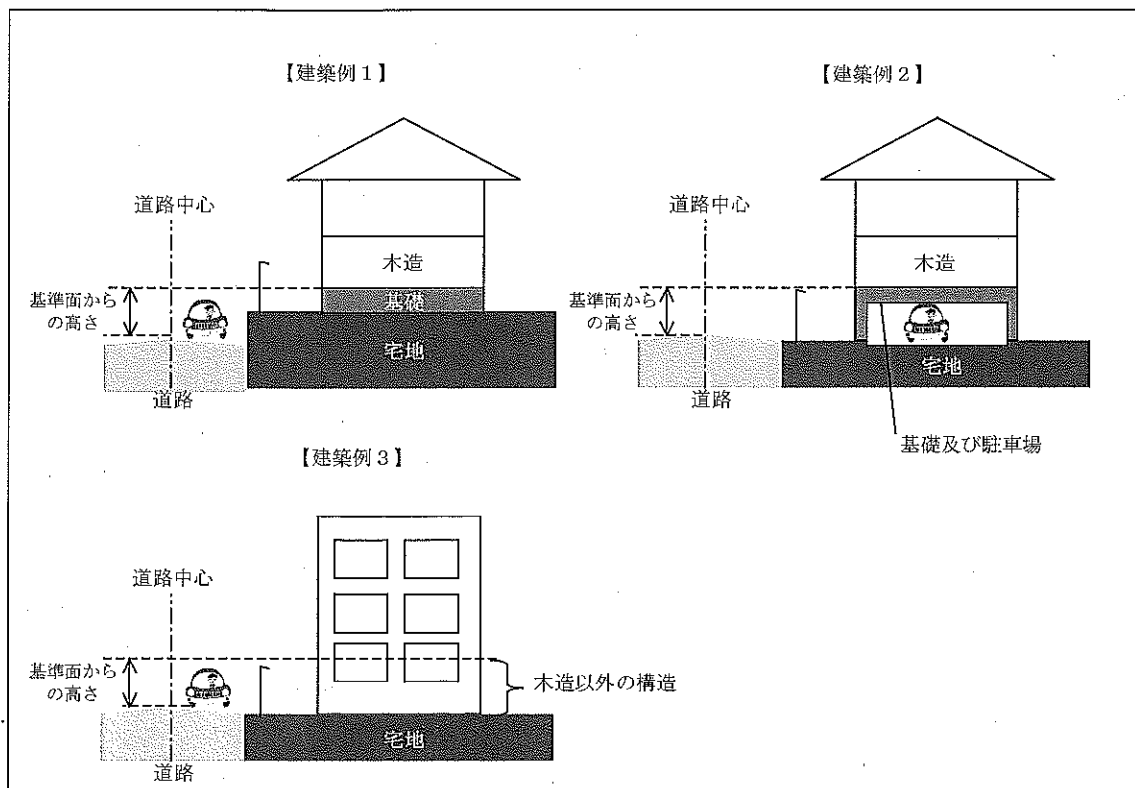 【建築例１】
道路中心
基準面から
の高さ
木造
基礎
宅地
道路
【建築例２】
道路中心
基準面から
の高さ
木造
宅地
道路
基礎及び駐車場
【建築例３】
道路中心
基準面から
の高さ
木造以外の構造
宅地
道路